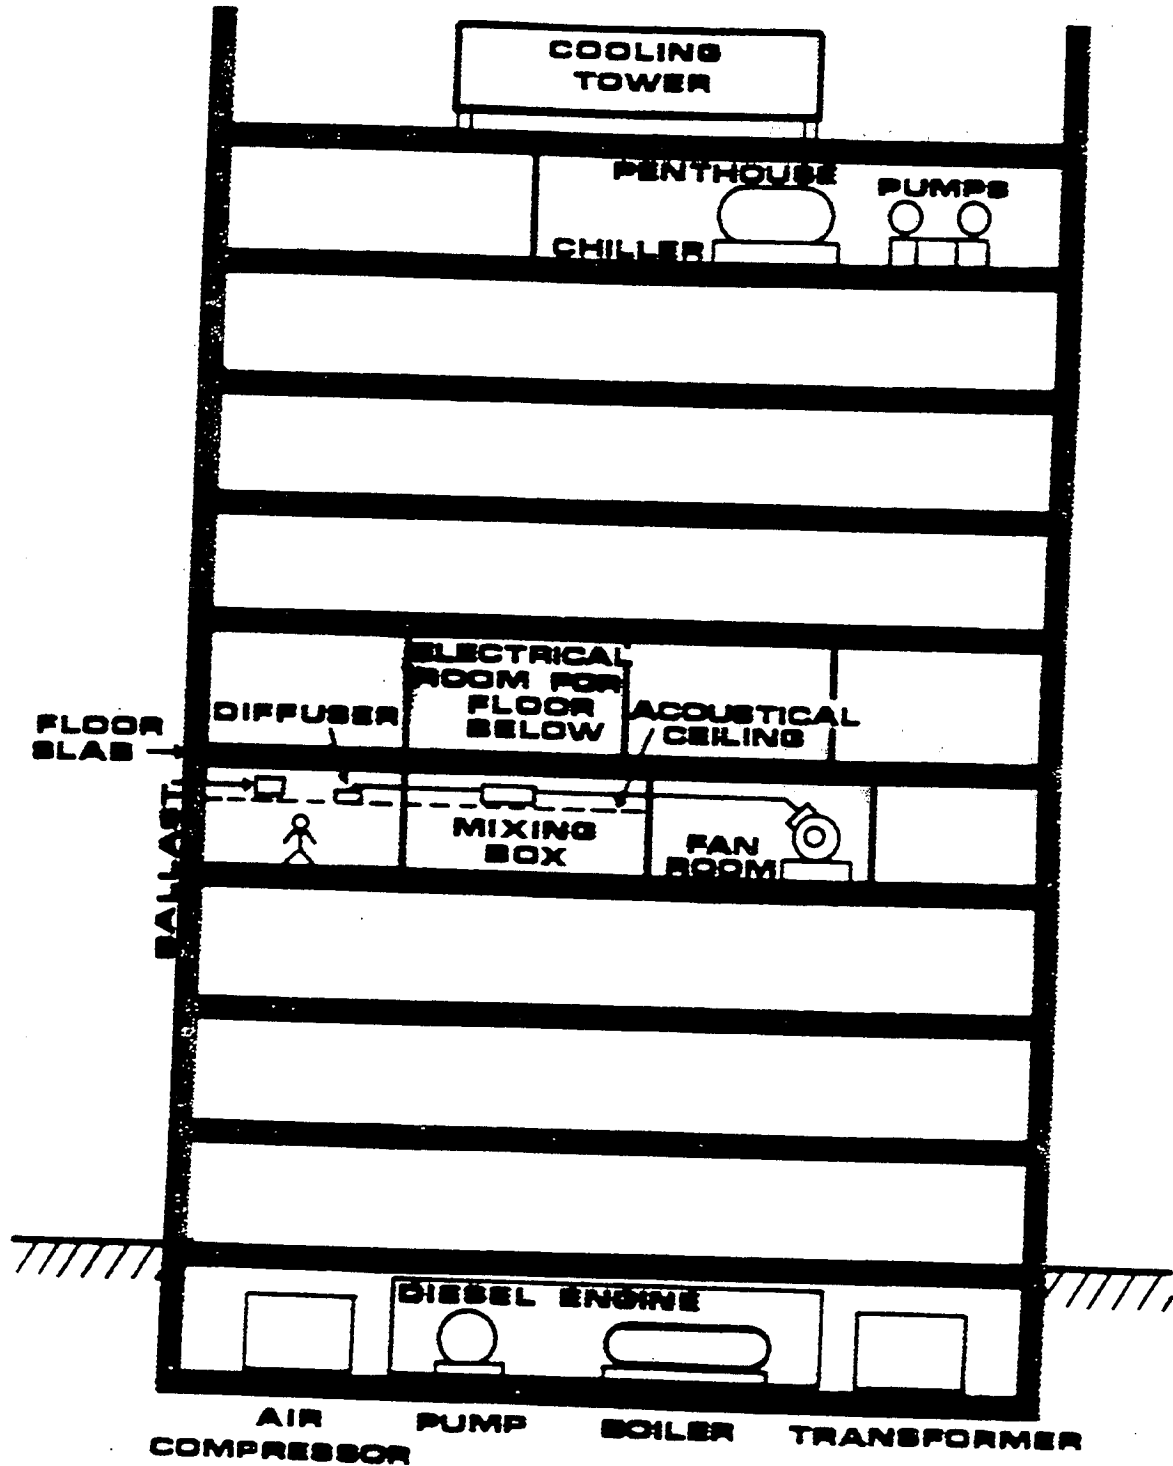 COOLING
TOWER
PENTHOUSE
PUMPS
CHILLER
ELECTRICAL
ROOM FOR
FLOOR
BELOW
DIFFUSER
ACOUSTICAL
CEILING
FLOOR
SLAB
BALLAST
MIXING
BOX
FAN
ROOM
DIESEL ENGINE
AIR
COMPRESSOR
PUMP
BOILER
TRANSFORMER